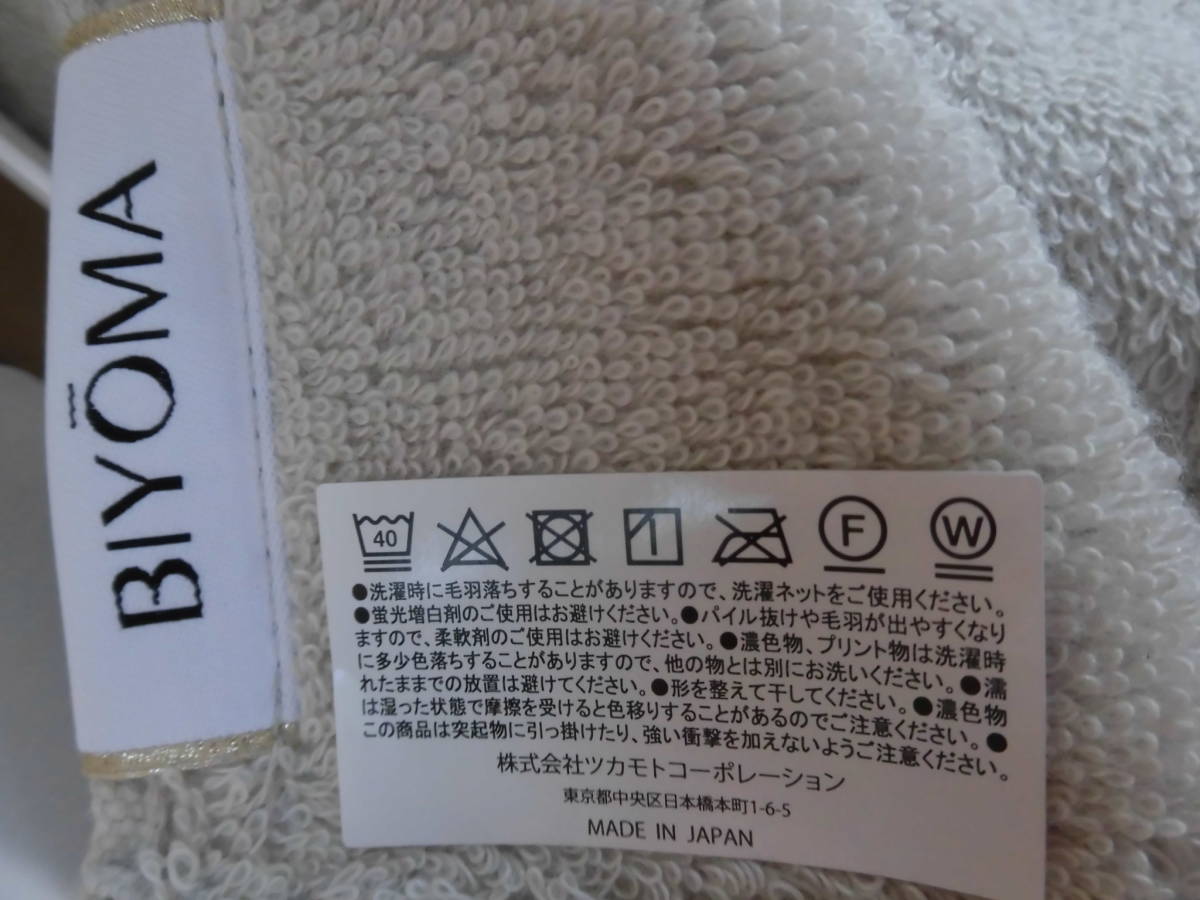 BIYŌMA
40
F
W
●洗濯時に毛羽落ちすることがありますので、洗濯ネットをご使用ください。
●蛍光増白剤のご使用はお避けください。●パイル抜けや毛羽が出やすくなり
ますので、柔軟剤のご使用はお避けください。●濃色物、プリント物は洗濯時
に多少色落ちすることがありますので、他の物とは別にお洗いください。●濡
れたままでの放置は避けてください。●形を整えて干してください。●濃色物
は湿った状態で摩擦を受けると色移りすることがあるのでご注意ください。●
この商品は突起物に引っ掛けたり、強い衝撃を加えないようご注意ください。
株式会社ツカモトコーポレーション
東京都中央区日本橋本町1-6-5
MADE IN JAPAN